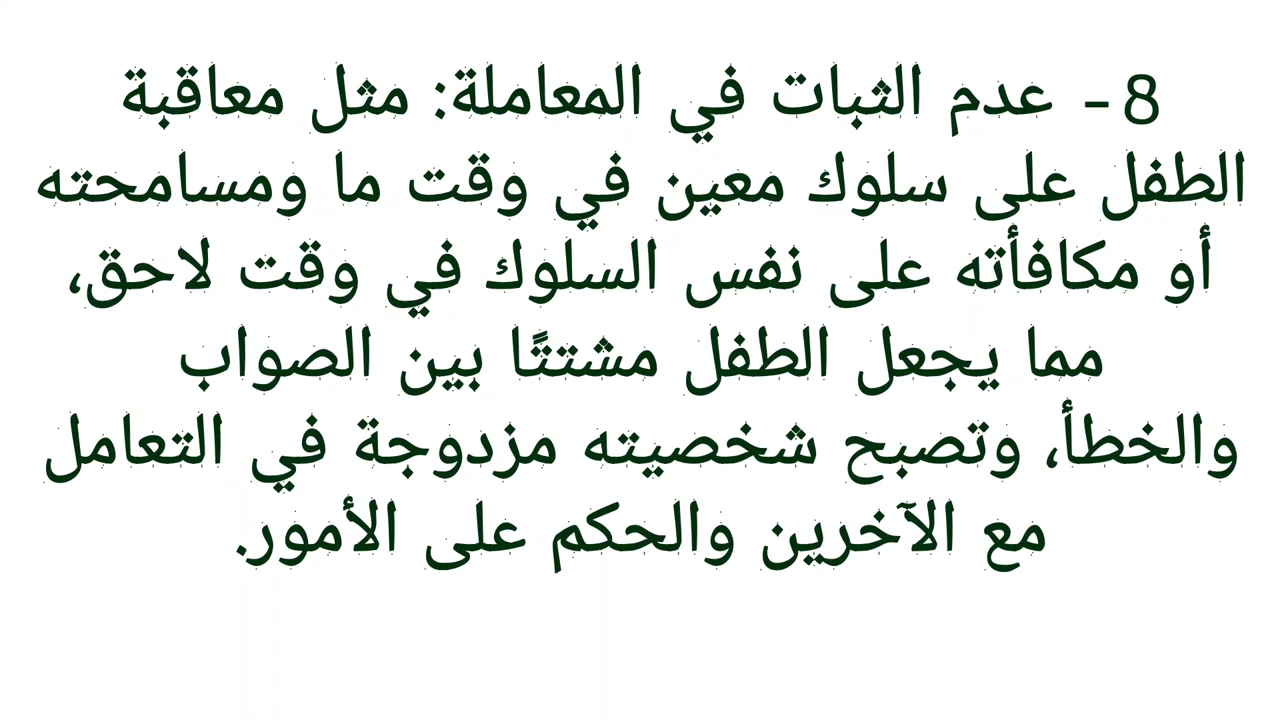 8- عدم الثبات في المعاملة: مثل معاقبة
الطفل على سلوك معين في وقت ما ومسامحته
أو مكافأته على نفس السلوك في وقت لاحق،
مما يجعل الطفل مشتتًا بين الصواب
والخطأ، وتصبح شخصيته مزدوجة في التعامل
مع الآخرين والحكم على الأمور.